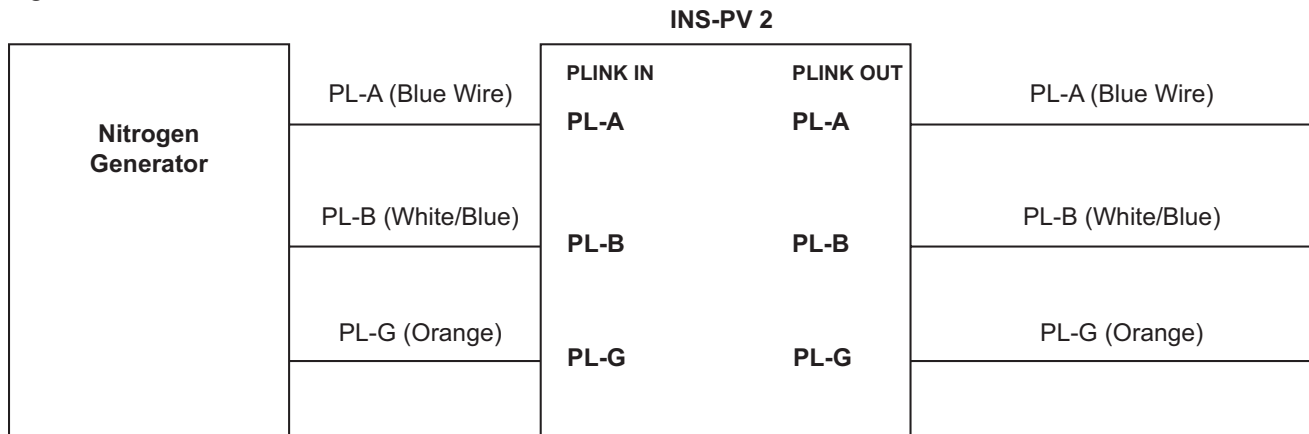 INS-PV 2
Nitrogen
Generator
PL-A (Blue Wire)
PL-B (White/Blue)
PL-G (Orange)
PLINK IN
PL-A
PL-B
PL-G
PLINK OUT
PL-A
PL-B
PL-G
PL-A (Blue Wire)
PL-B (White/Blue)
PL-G (Orange)